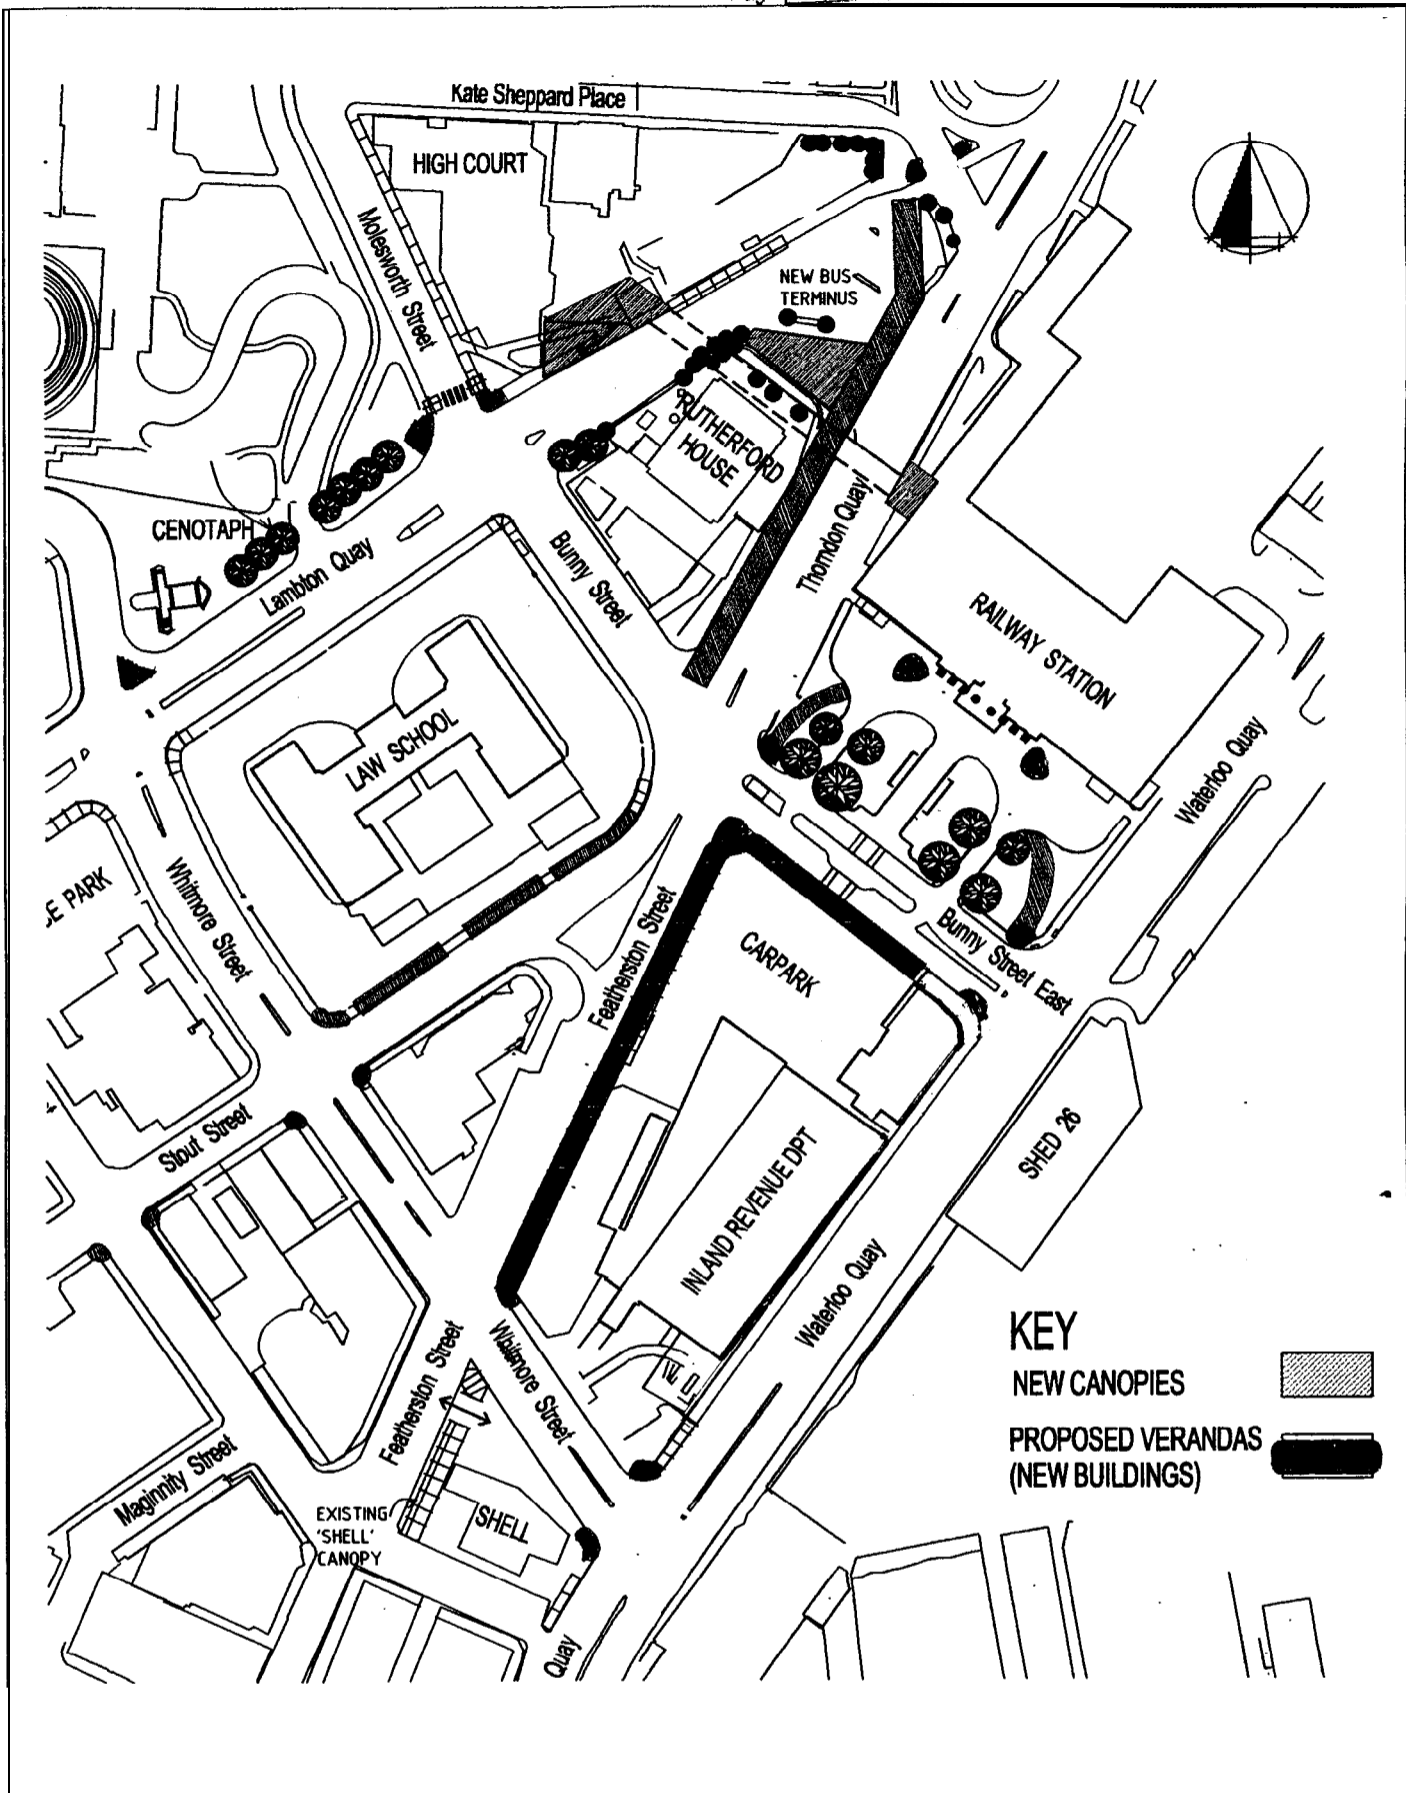 Kate Sheppard Place
HIGH COURT
Molesworth Street
NEW BUS
TERMINUS
RUTHERFORD
HOUSE
CENOTAPH
Lambton Quay
Bunny Street
Thorndon Quay
RAILWAY STATION
LAW SCHOOL
Waterloo Quay
Whitmore Street
PARK
Featherston Street
CARPARK
Bunny Street East
Stout Street
SHED 26
INLAND REVENUE DPT
Waterloo Quay
Featherston Street
Whitmore Street
Maginnity Street
EXISTING
'SHELL'
CANOPY
SHELL
Quay
KEY
NEW CANOPIES
PROPOSED VERANDAS
(NEW BUILDINGS)